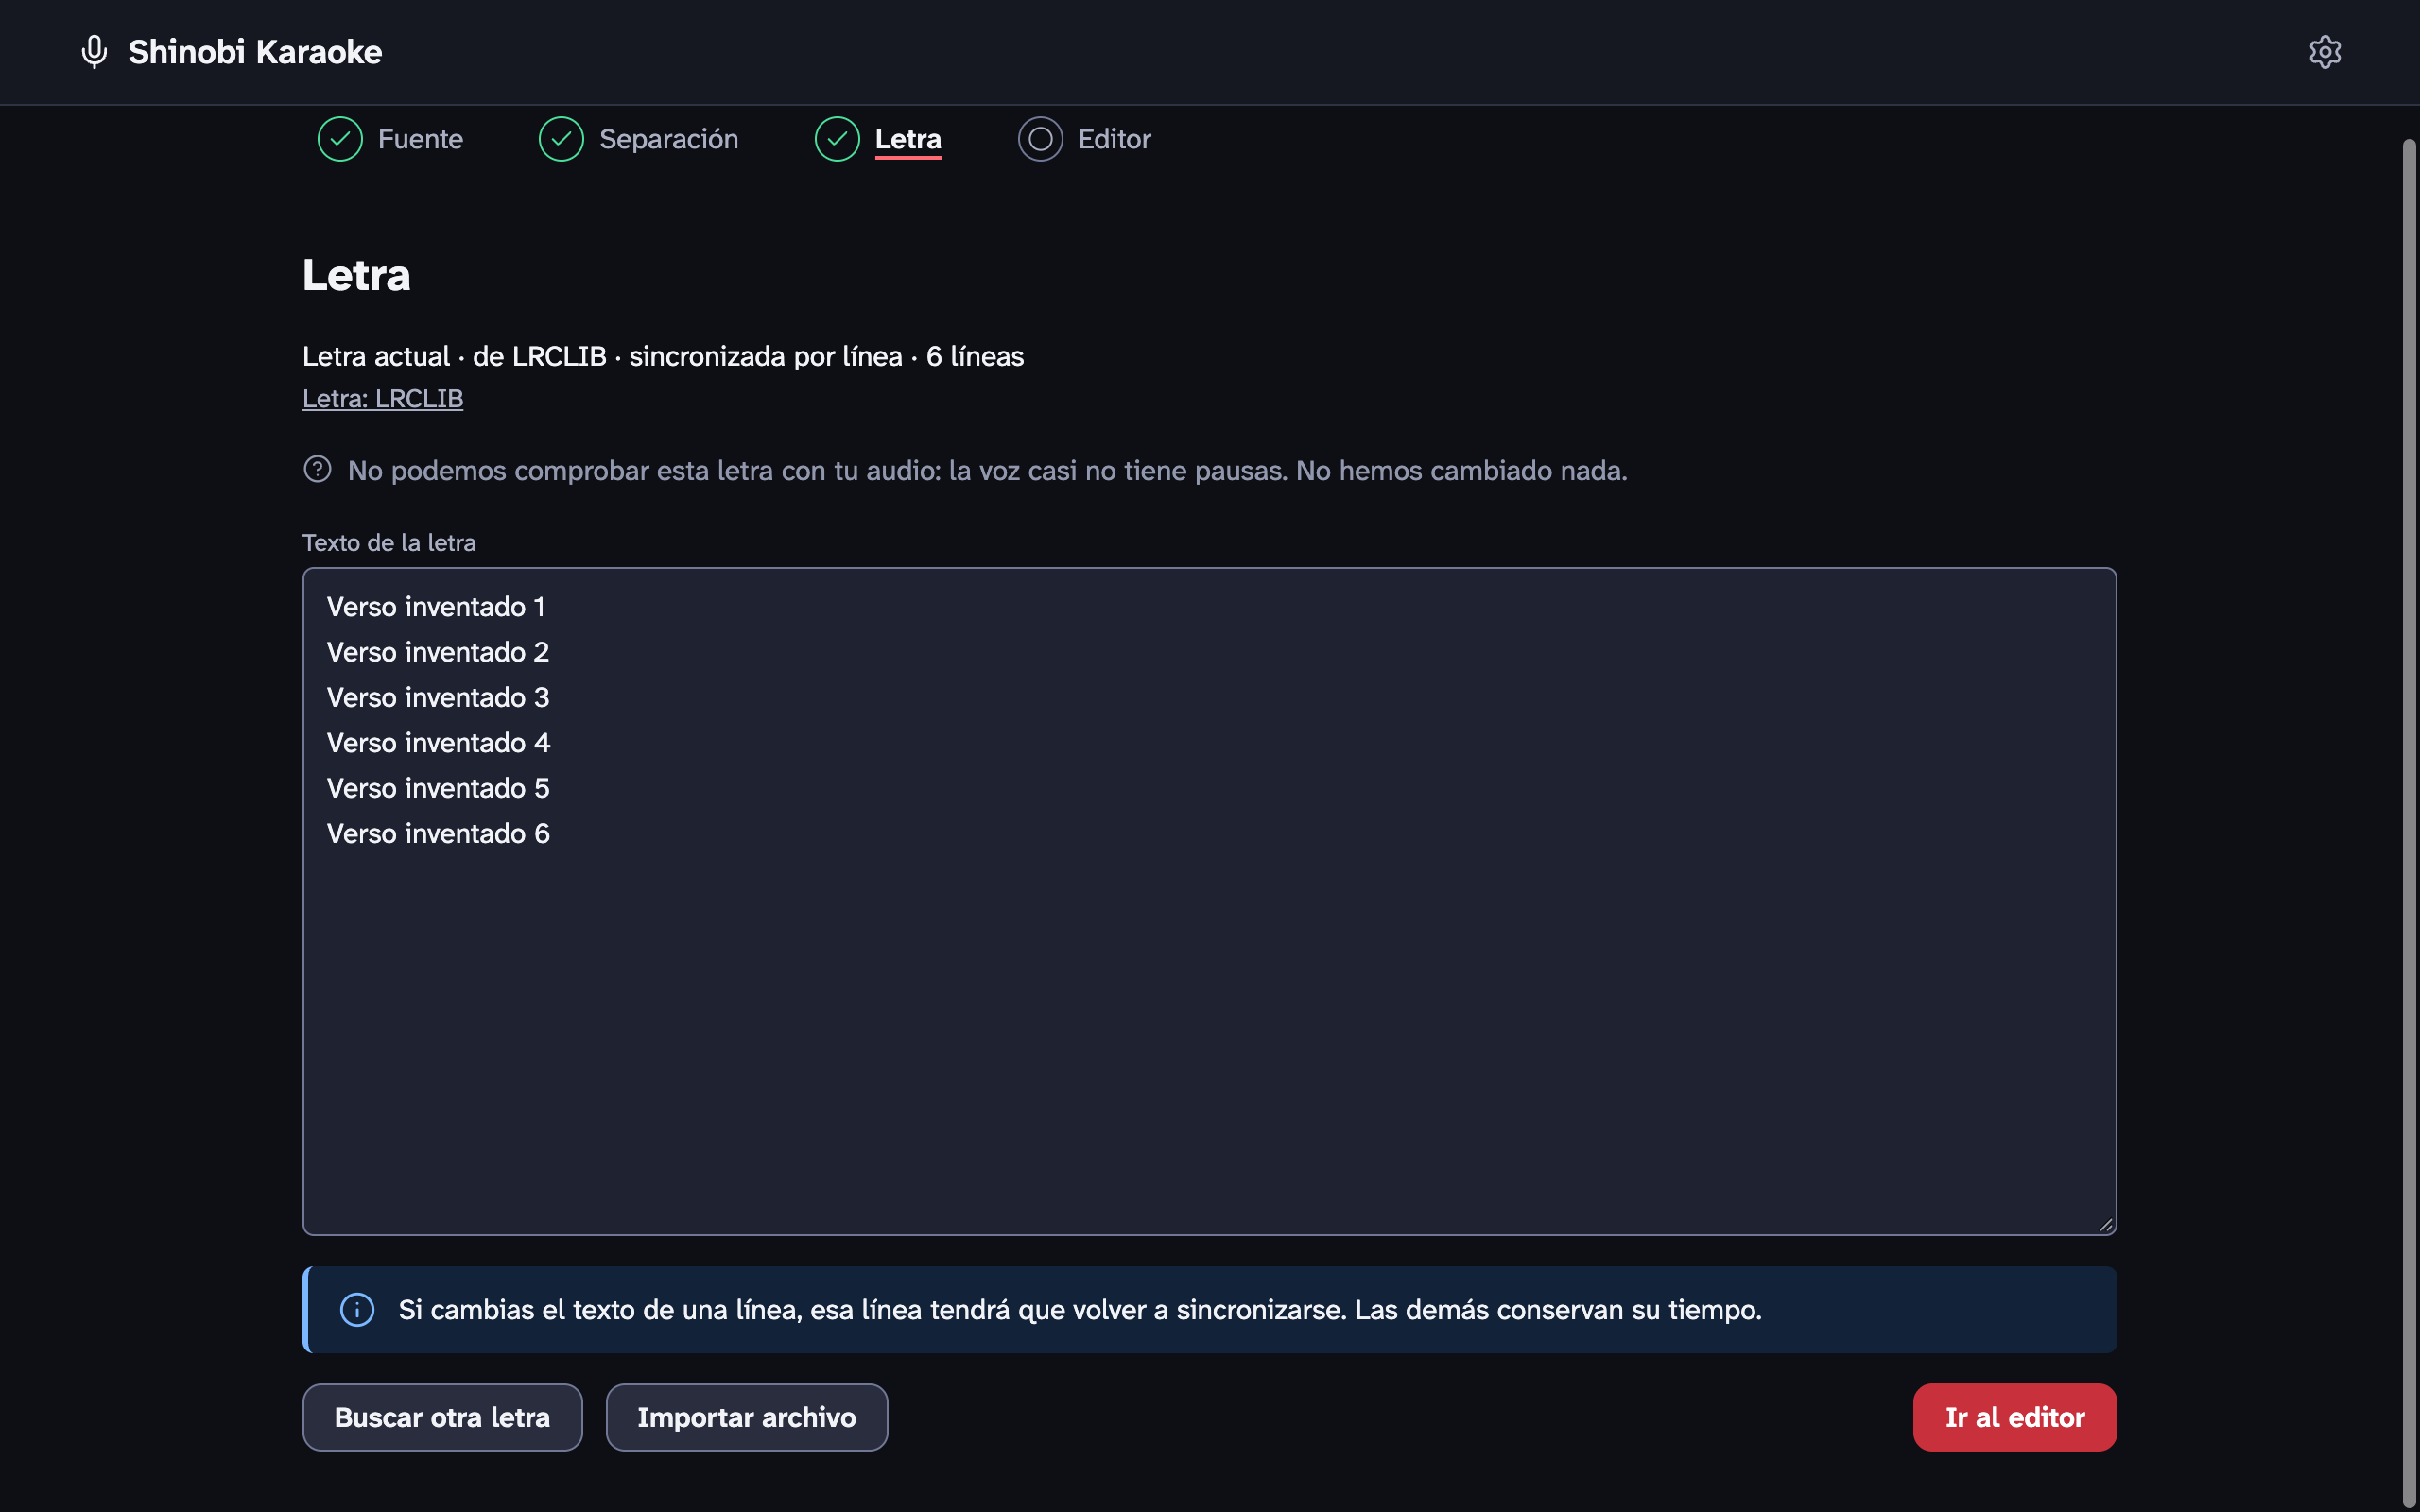 Shinobi Karaoke
Fuente
Separación
Letra
Editor
Letra
Letra actual · de LRCLIB · sincronizada por línea · 6 líneas
Letra: LRCLIB
No podemos comprobar esta letra con tu audio: la voz casi no tiene pausas. No hemos cambiado nada.
Texto de la letra
Verso inventado 1
Verso inventado 2
Verso inventado 3
Verso inventado 4
Verso inventado 5
Verso inventado 6
Si cambias el texto de una línea, esa línea tendrá que volver a sincronizarse. Las demás conservan su tiempo.
Buscar otra letra
Importar archivo
Ir al editor